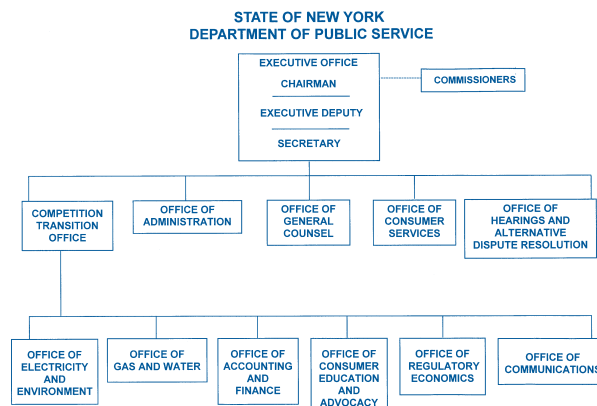 STATE OF NEW YORK
DEPARTMENT OF PUBLIC SERVICE
EXECUTIVE OFFICE
CHAIRMAN
EXECUTIVE DEPUTY
SECRETARY
COMMISSIONERS
COMPETITION
TRANSITION
OFFICE
OFFICE OF
ADMINISTRATION
OFFICE OF
GENERAL
COUNSEL
OFFICE OF
CONSUMER
SERVICES
OFFICE OF
HEARINGS AND
ALTERNATIVE
DISPUTE RESOLUTION
OFFICE OF
ELECTRICITY
AND
ENVIRONMENT
OFFICE OF
GAS AND WATER
OFFICE OF
ACCOUNTING
AND
FINANCE
OFFICE OF
CONSUMER
EDUCATION
AND
ADVOCACY
OFFICE OF
REGULATORY
ECONOMICS
OFFICE OF
COMMUNICATIONS